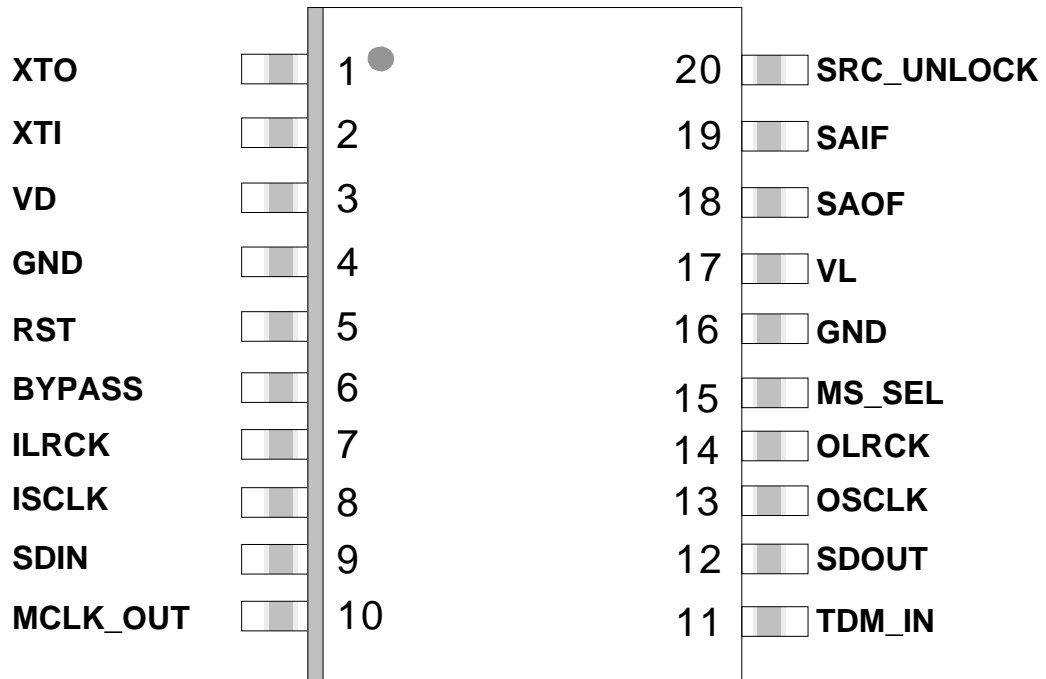 XTO 1 20 SRC_UNLOCK
XTI 2 19 SAIF
VD 3 18 SAOF
GND 4 17 VL
RST 5 16 GND
BYPASS 6 15 MS_SEL
ILRCK 7 14 OLRCK
ISCLK 8 13 OSCLK
SDIN 9 12 SDOUT
MCLK_OUT 10 11 TDM_IN